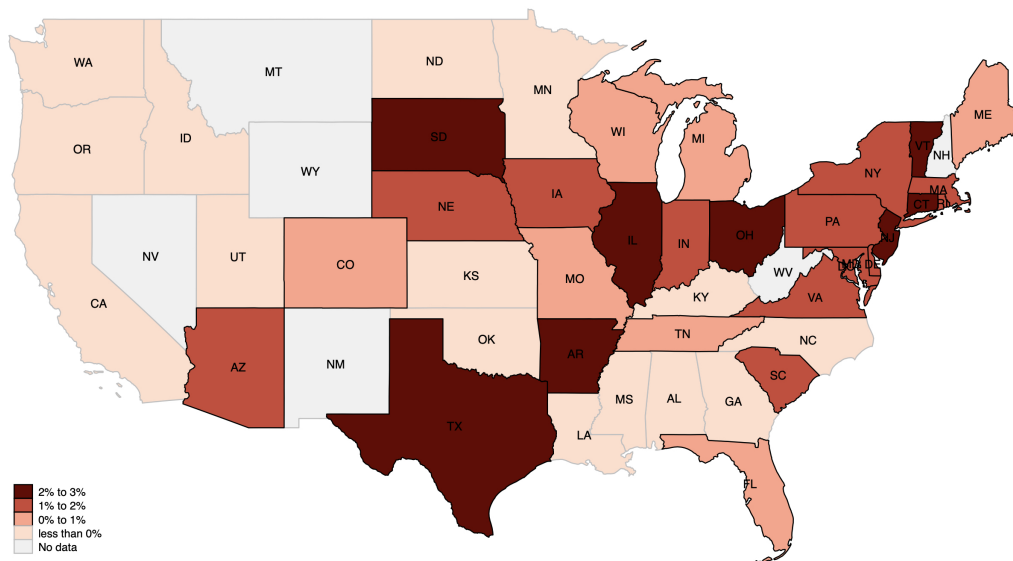 WA
MT
ND
MN
ME
OR
ID
SD
WI
MI
VT
NH
WY
NY
MA
NE
IA
CT
RI
NV
UT
CO
IL
IN
OH
PA
NJ
CA
KS
MO
WV
MD
DE
DC
KY
VA
AZ
NM
OK
AR
TN
NC
SC
TX
MS
AL
GA
LA
FL
2% to 3%
1% to 2%
0% to 1%
less than 0%
No data